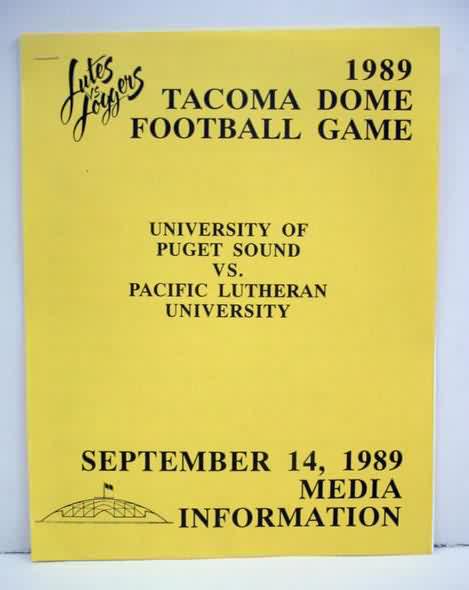 Lutes
vs
Loggers
1989
TACOMA DOME
FOOTBALL GAME
UNIVERSITY OF
PUGET SOUND
VS.
PACIFIC LUTHERAN
UNIVERSITY
SEPTEMBER 14, 1989
MEDIA
INFORMATION